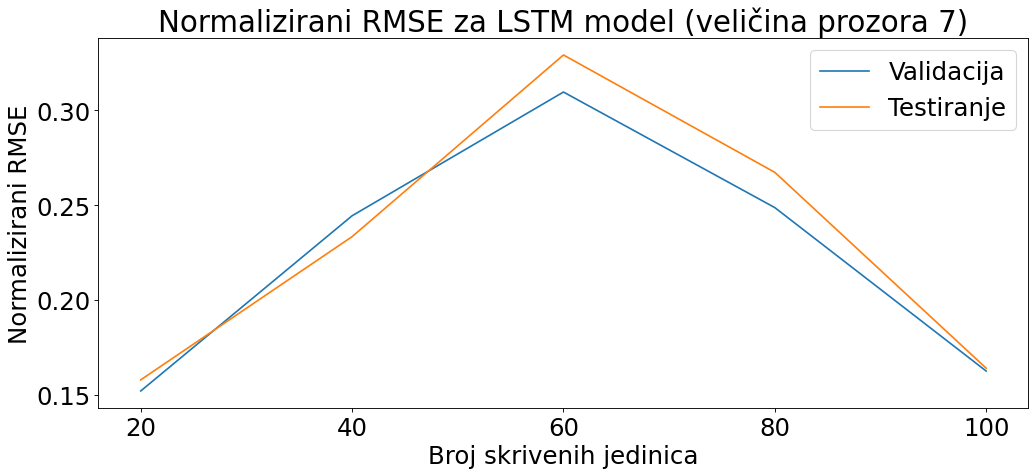 Normalizirani RMSE za LSTM model (veličina prozora 7)
Validacija
Testiranje
Normalizirani RMSE
0.30
0.25
0.20
0.15
20 40 60 80 100
Broj skrivenih jedinica